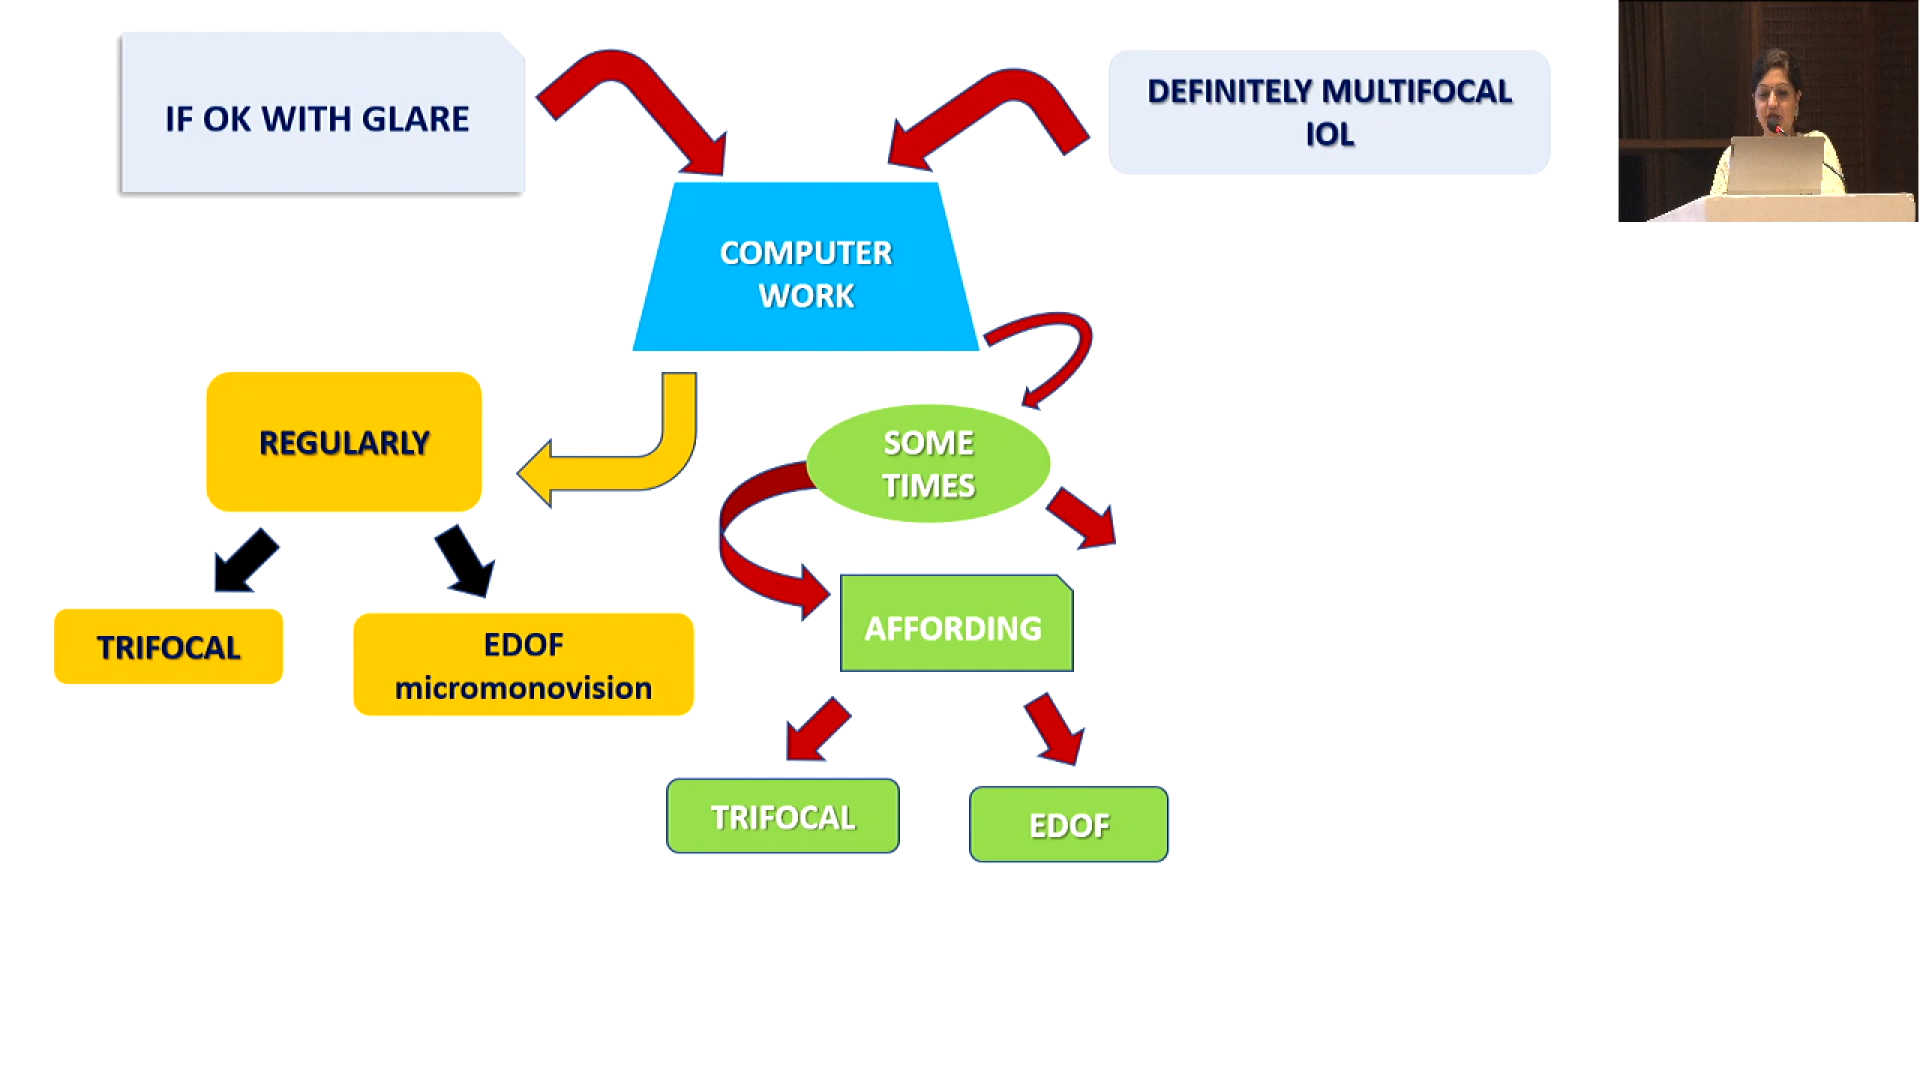 IF OK WITH GLARE
DEFINITELY MULTIFOCAL
IOL
COMPUTER
WORK
REGULARLY
SOME
TIMES
TRIFOCAL
EDOF
micromonovision
AFFORDING
TRIFOCAL
EDOF